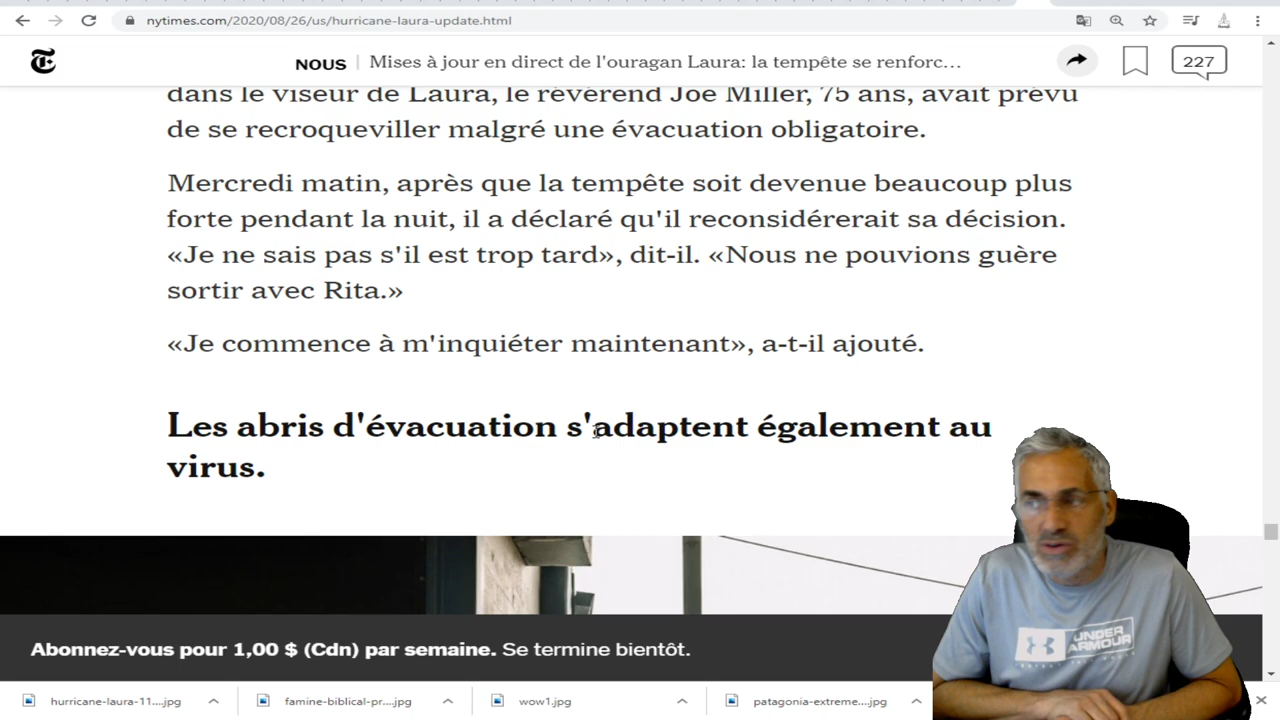 nytimes.com/2020/08/26/us/hurricane-laura-update.html
NOUS | Mises à jour en direct de l'ouragan Laura: la tempête se renforc… 227
dans le viseur de Laura, le révérend Joe Miller, 75 ans, avait prévu
de se recroqueviller malgré une évacuation obligatoire.
Mercredi matin, après que la tempête soit devenue beaucoup plus
forte pendant la nuit, il a déclaré qu'il reconsidérerait sa décision.
«Je ne sais pas s'il est trop tard», dit-il. «Nous ne pouvions guère
sortir avec Rita.»
«Je commence à m'inquiéter maintenant», a-t-il ajouté.
Les abris d'évacuation s'adaptent également au
virus.
UNDER
ARMOUR
Abonnez-vous pour 1,00 $ (Cdn) par semaine. Se termine bientôt.
hurricane-laura-11....jpg
famine-biblical-pr....jpg
wow1.jpg
patagonia-extreme....jpg